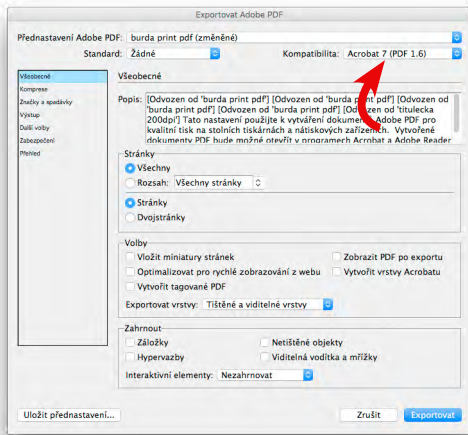 Exportovat Adobe PDF
Přednastavení Adobe PDF: burda print pdf (změněné)
Standard: Žádné Kompatibilita: Acrobat 7 (PDF 1.6)
Všeobecné
Komprese
Značky a spadávky
Výstup
Další volby
Zabezpečení
Přehled
Všeobecné
Popis: [Odvozen od 'burda print pdf'] [Odvozen od 'burda print pdf'] [Odvozen od
'burda print pdf'] [Odvozen od 'burda print pdf'] [Odvozen od 'titulecka
200dpi'] Tato nastavení použijte k vytváření dokumentů Adobe PDF pro
kvalitní tisk na stolních tiskárnách a nátiskových zařízeních. Vytvořené
dokumenty PDF bude možné otevřít v programech Acrobat a Adobe Reader
Stránky
Všechny
Rozsah: Všechny stránky
Stránky
Dvojstránky
Volby
Vložit miniatury stránek Zobrazit PDF po exportu
Optimalizovat pro rychlé zobrazování z webu Vytvořit vrstvy Acrobatu
Vytvořit tagované PDF
Exportovat vrstvy: Tištěné a viditelné vrstvy
Zahrnout
Záložky Netištěné objekty
Hypervazby Viditelná vodítka a mřížky
Interaktivní elementy: Nezahrnovat
Uložit přednastavení... Zrušit Exportovat